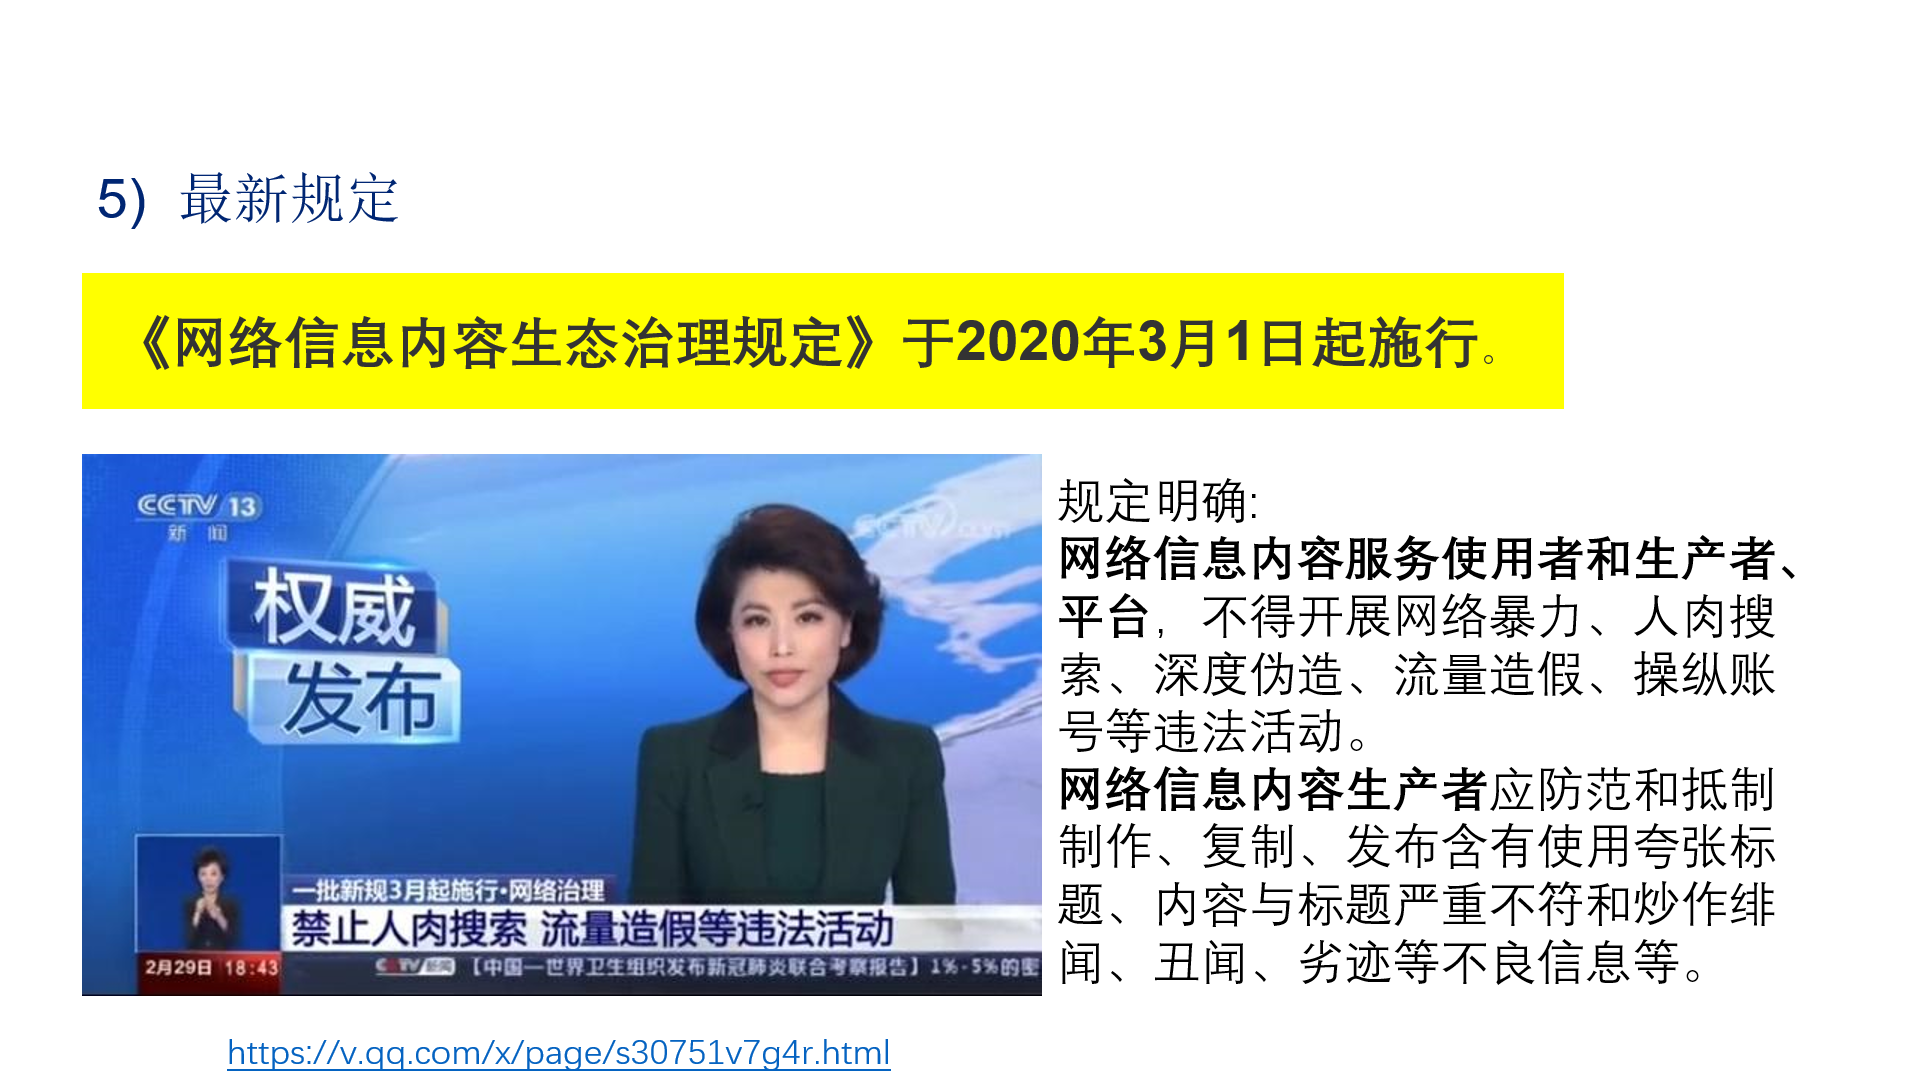 5) 最新规定
《网络信息内容生态治理规定》于2020年3月1日起施行。
CCTV 13
新闻
CCTV.com
权威
发布
一批新规3月起施行·网络治理
禁止人肉搜索 流量造假等违法活动
2月29日 18:43
CCTV新闻 【中国—世界卫生组织发布新冠肺炎联合考察报告】1%-5%的密
规定明确:
网络信息内容服务使用者和生产者、
平台，不得开展网络暴力、人肉搜
索、深度伪造、流量造假、操纵账
号等违法活动。
网络信息内容生产者应防范和抵制
制作、复制、发布含有使用夸张标
题、内容与标题严重不符和炒作绯
闻、丑闻、劣迹等不良信息等。
https://v.qq.com/x/page/s30751v7g4r.html